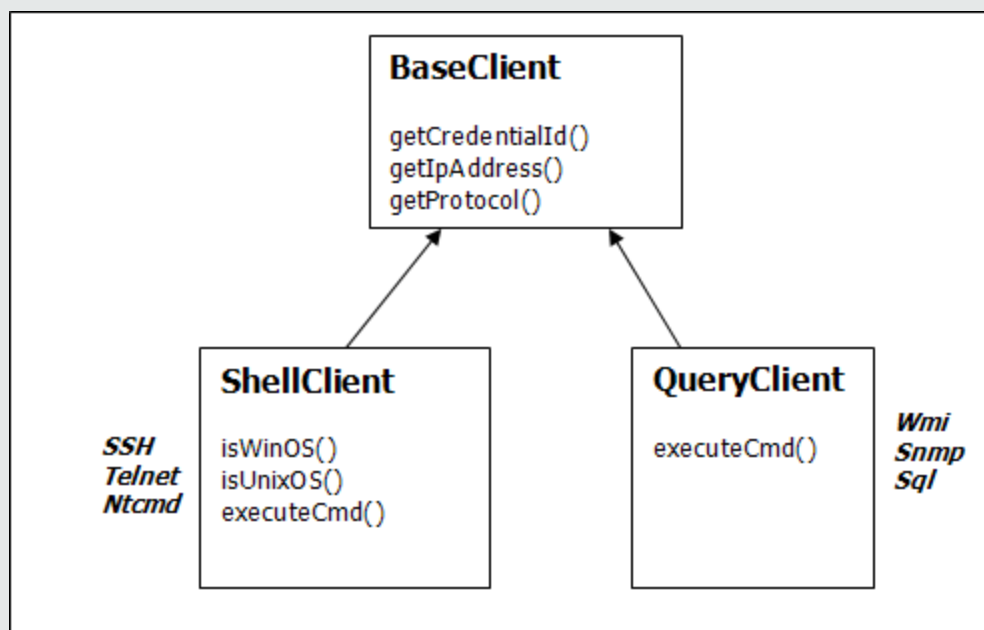 BaseClient
getCredentialId()
getIpAddress()
getProtocol()
SSH
Telnet
Ntcmd
ShellClient
isWinOS()
isUnixOS()
executeCmd()
QueryClient
executeCmd()
Wmi
Snmp
Sql